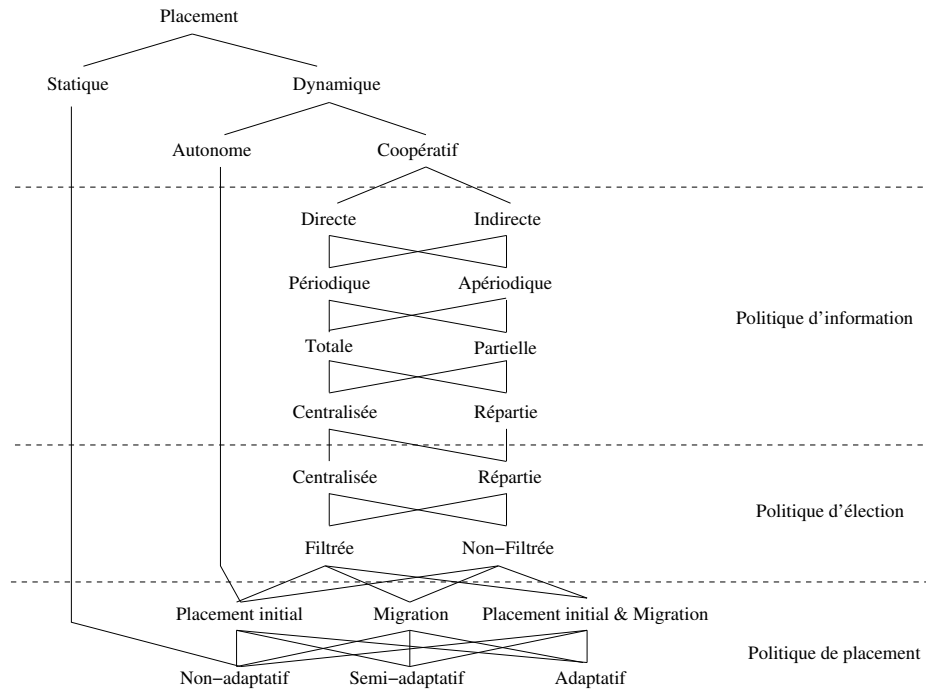 Placement
Statique Dynamique
Autonome Coopératif
Directe Indirecte
Périodique Apériodique
Politique d'information
Totale Partielle
Centralisée Répartie
Centralisée Répartie
Politique d'élection
Filtrée Non−Filtrée
Placement initial Migration Placement initial & Migration
Politique de placement
Non−adaptatif Semi−adaptatif Adaptatif